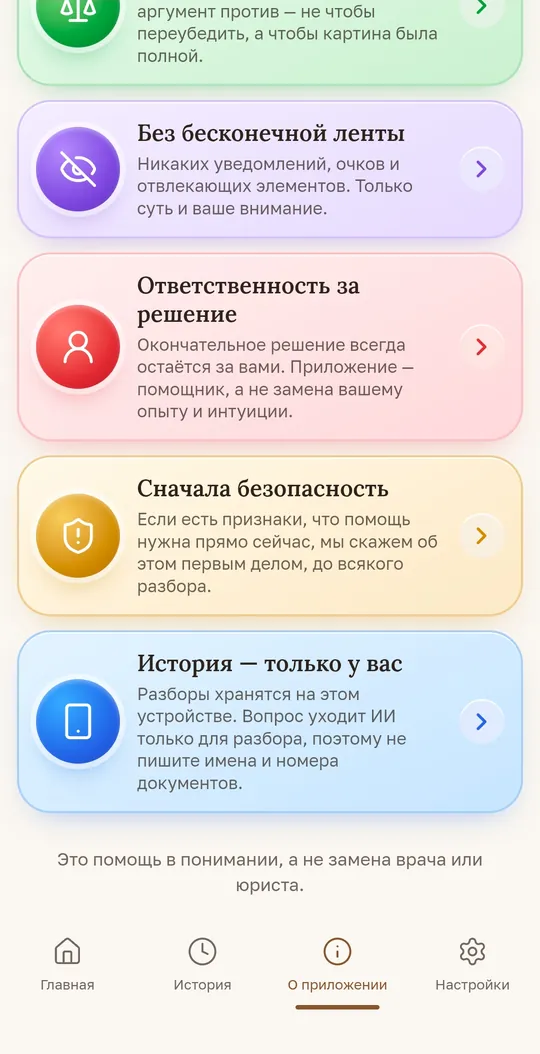 аргумент против — не чтобы
переубедить, а чтобы картина была
полной.
Без бесконечной ленты
Никаких уведомлений, очков и
отвлекающих элементов. Только
суть и ваше внимание.
Ответственность за
решение
Окончательное решение всегда
остаётся за вами. Приложение —
помощник, а не замена вашему
опыту и интуиции.
Сначала безопасность
Если есть признаки, что помощь
нужна прямо сейчас, мы скажем об
этом первым делом, до всякого
разбора.
История — только у вас
Разборы хранятся на этом
устройстве. Вопрос уходит ИИ
только для разбора, поэтому не
пишите имена и номера
документов.
Это помощь в понимании, а не замена врача или
юриста.
Главная
История
О приложении
Настройки